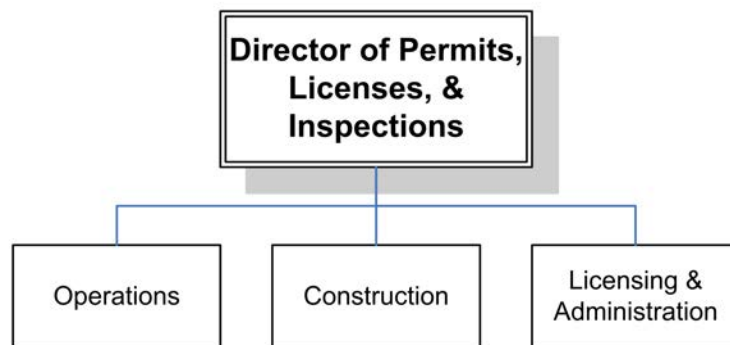 Director of Permits,
Licenses, &
Inspections
Operations
Construction
Licensing &
Administration